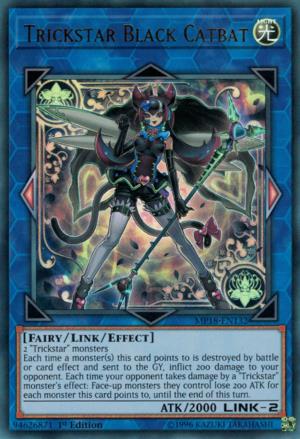 TRICKSTAR BLACK CATBAT
LIGHT
光
MP18-EN132
[FAIRY/LINK/EFFECT]
2 "Trickstar" monsters
Each time a monster(s) this card points to is destroyed by battle
or card effect and sent to the GY, inflict 200 damage to your
opponent. Each time your opponent takes damage by a "Trickstar"
monster's effect: Face-up monsters they control lose 200 ATK for
each monster this card points to, until the end of this turn.
ATK/2000 LINK-2
94626871 1st Edition ©1996 KAZUKI TAKAHASHI